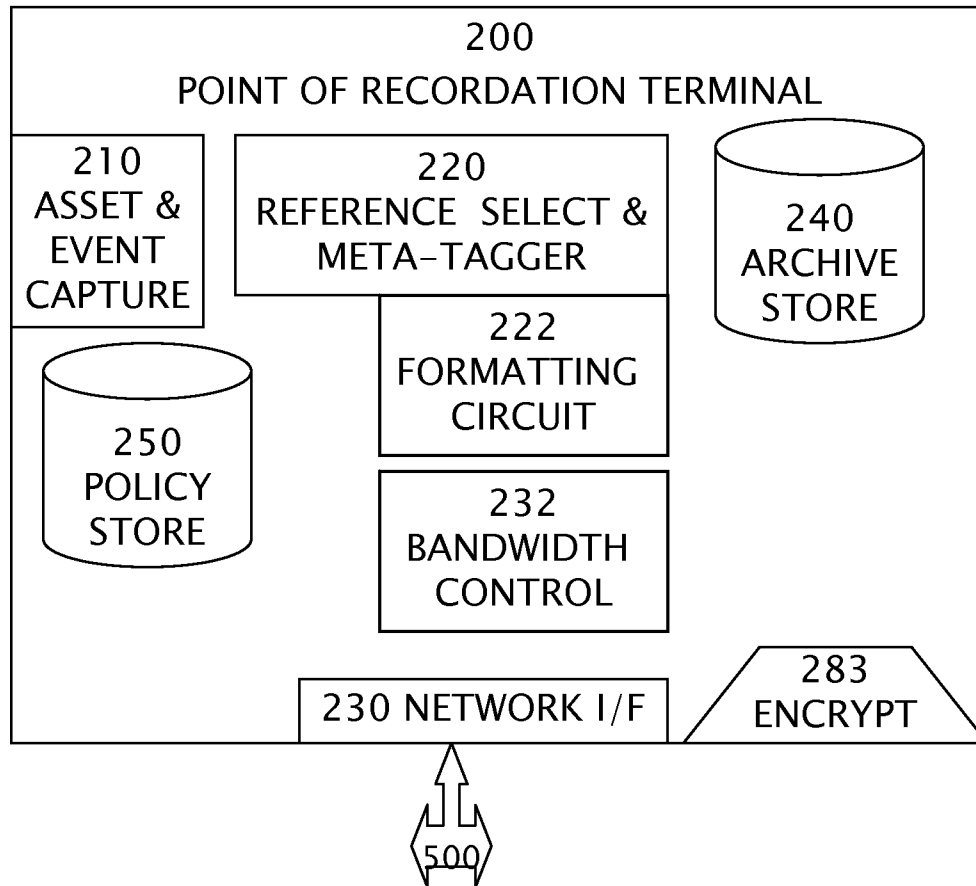 200
POINT OF RECORDATION TERMINAL
210
ASSET &
EVENT
CAPTURE
220
REFERENCE SELECT &
META-TAGGER
240
ARCHIVE
STORE
222
FORMATTING
CIRCUIT
250
POLICY
STORE
232
BANDWIDTH
CONTROL
230 NETWORK I/F
283
ENCRYPT
500